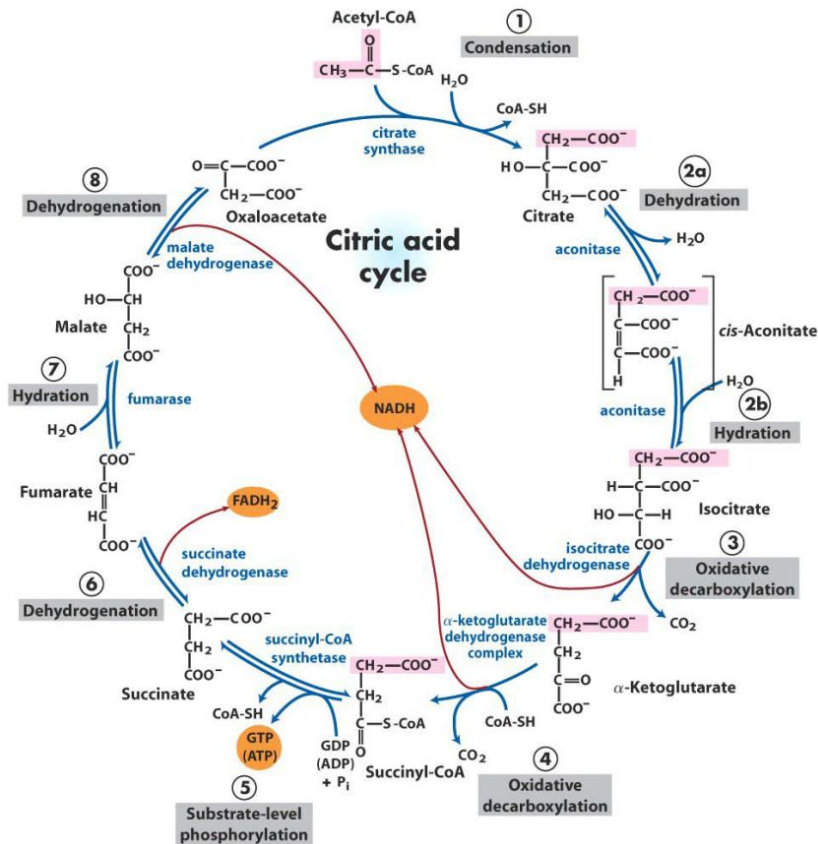 Acetyl-CoA
O
CH₃—C—S-CoA
1
Condensation
H₂O
CoA-SH
citrate
synthase
CH₂—COO⁻
HO—C—COO⁻
CH₂—COO⁻
Citrate
2a
Dehydration
H₂O
aconitase
CH₂—COO⁻
C—COO⁻
C—COO⁻
H
cis-Aconitate
aconitase
H₂O
2b
Hydration
CH₂—COO⁻
H—C—COO⁻
HO—C—H
COO⁻
Isocitrate
isocitrate
dehydrogenase
3
Oxidative
decarboxylation
CO₂
CH₂—COO⁻
CH₂
C=O
COO⁻
α-Ketoglutarate
α-ketoglutarate
dehydrogenase
complex
CoA-SH
CO₂
4
Oxidative
decarboxylation
CH₂—COO⁻
CH₂
C—S-CoA
O
Succinyl-CoA
succinyl-CoA
synthetase
GDP
(ADP)
+ Pᵢ
GTP
(ATP)
CoA-SH
5
Substrate-level
phosphorylation
CH₂—COO⁻
CH₂
COO⁻
Succinate
succinate
dehydrogenase
FADH₂
6
Dehydrogenation
COO⁻
CH
HC
COO⁻
Fumarate
fumarase
H₂O
7
Hydration
COO⁻
HO—CH
CH₂
COO⁻
Malate
malate
dehydrogenase
8
Dehydrogenation
O=C—COO⁻
CH₂—COO⁻
Oxaloacetate
Citric acid
cycle
NADH